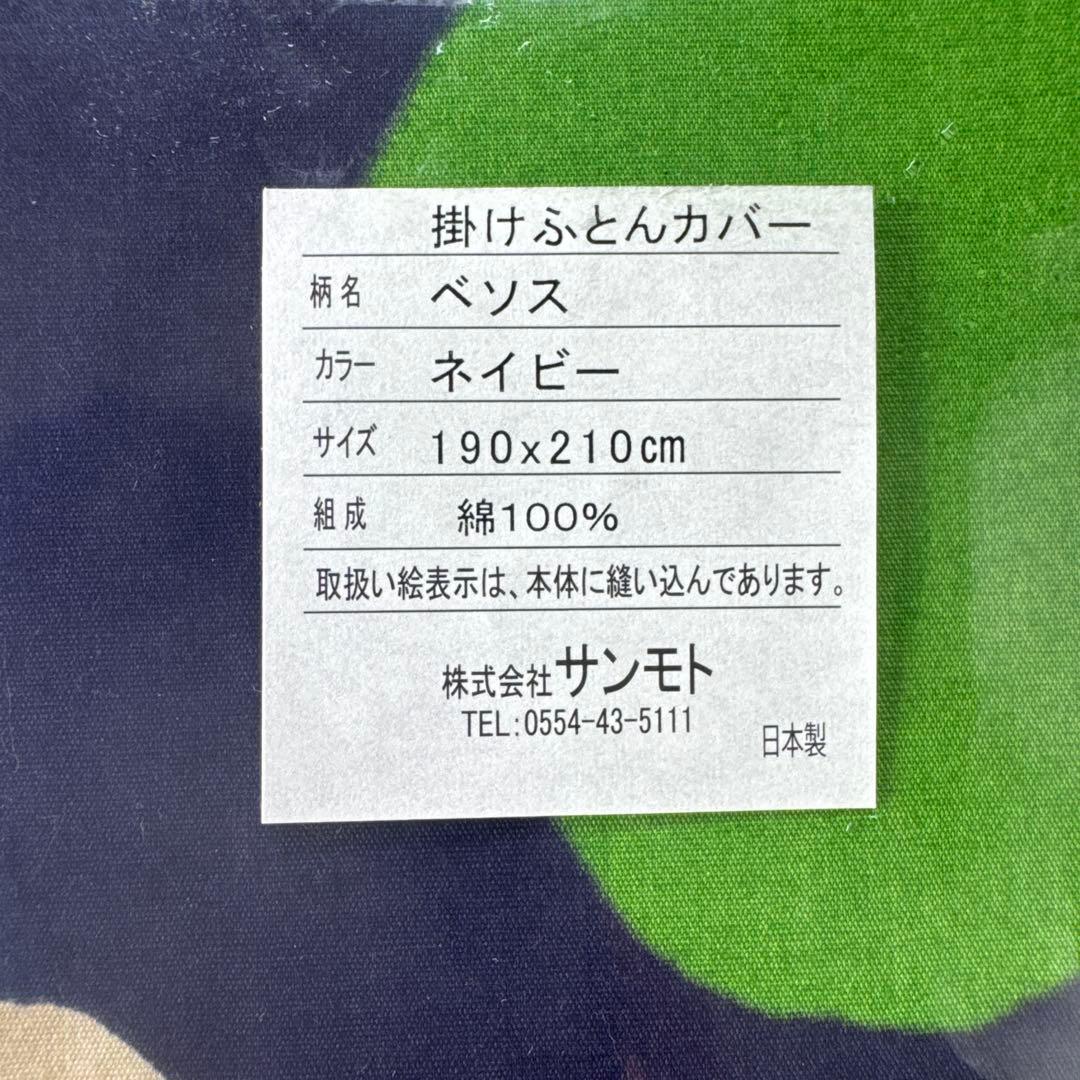 掛けふとんカバー
柄名 ベソス
カラー ネイビー
サイズ 190x210cm
組成 綿100%
取扱い絵表示は、本体に縫い込んであります。
株式会社サンモト
TEL:0554-43-5111
日本製